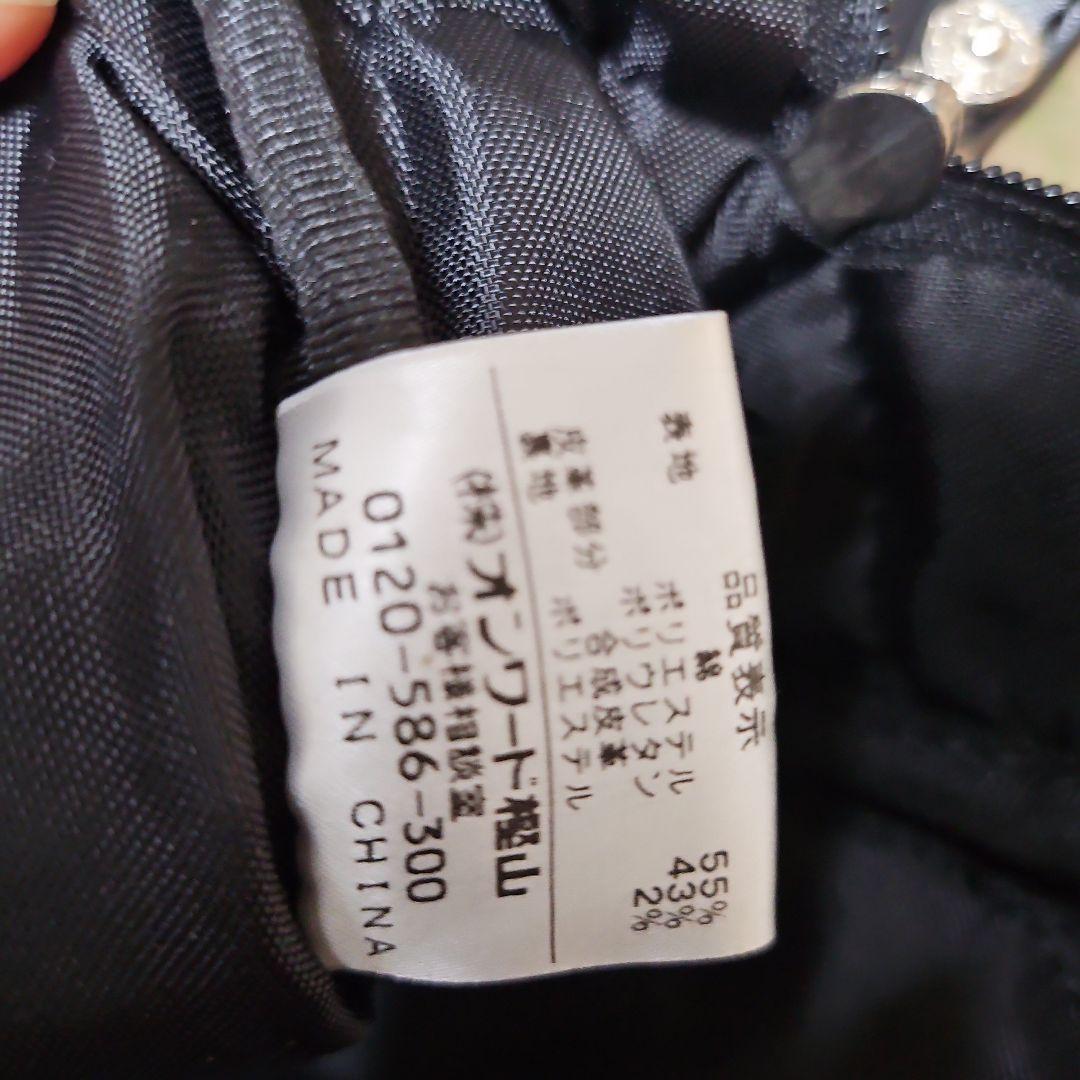 品質表示
表地 ポリエステル 55%
綿 43%
ポリウレタン 2%
皮革部分 合成皮革
裏地 ポリエステル
(株)オンワード樫山
お客様相談室
0120-586-300
MADE IN CHINA